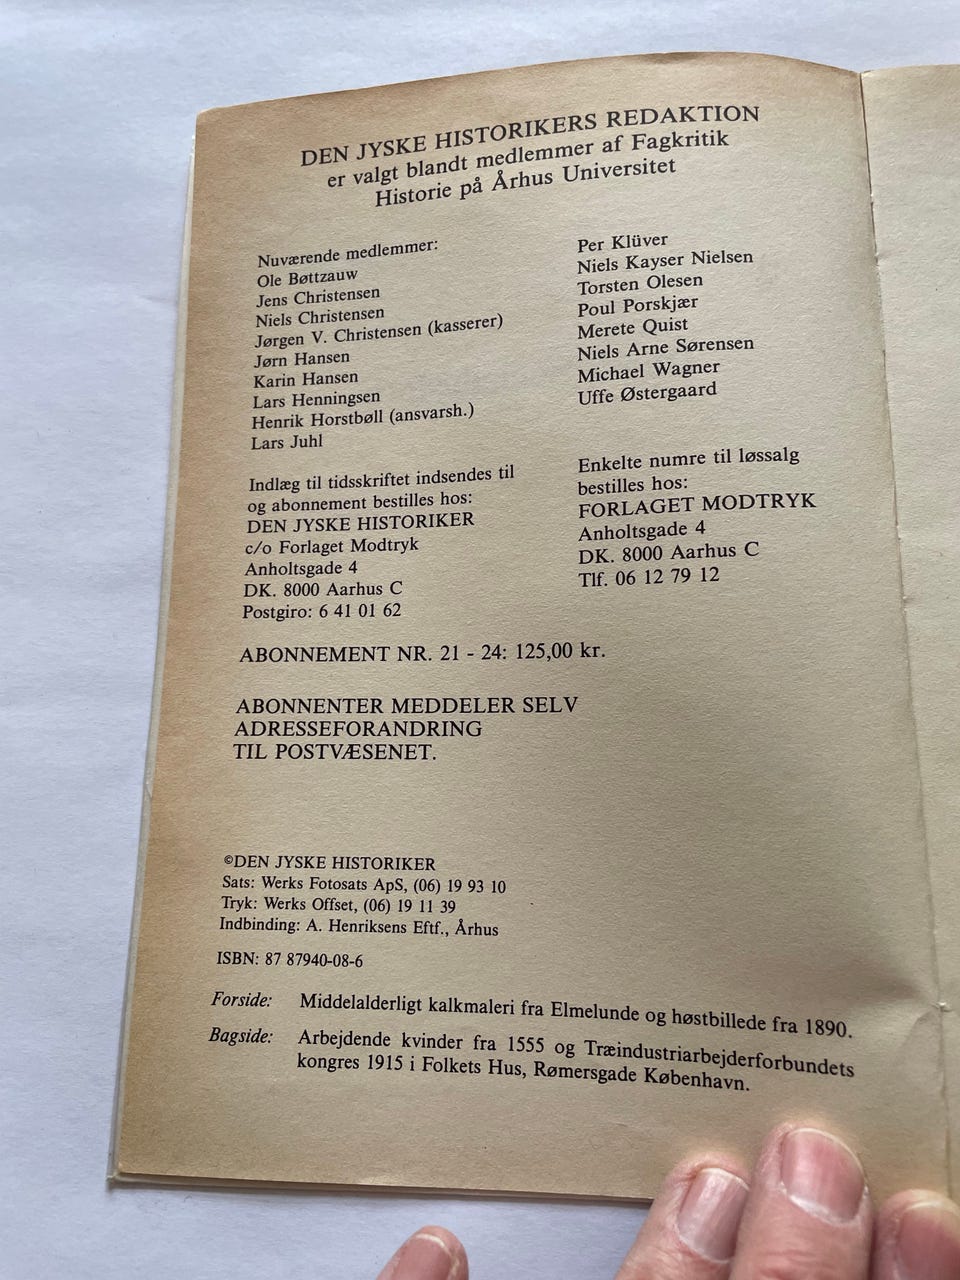 DEN JYSKE HISTORIKERS REDAKTION
er valgt blandt medlemmer af Fagkritik
Historie på Århus Universitet
Nuværende medlemmer:
Ole Bøttzauw
Jens Christensen
Niels Christensen
Jørgen V. Christensen (kasserer)
Jørn Hansen
Karin Hansen
Lars Henningsen
Henrik Horstbøll (ansvarsh.)
Lars Juhl
Per Klüver
Niels Kayser Nielsen
Torsten Olesen
Poul Porskjær
Merete Quist
Niels Arne Sørensen
Michael Wagner
Uffe Østergaard
Indlæg til tidsskriftet indsendes til
og abonnement bestilles hos:
DEN JYSKE HISTORIKER
c/o Forlaget Modtryk
Anholtsgade 4
DK. 8000 Aarhus C
Postgiro: 6 41 01 62
Enkelte numre til løssalg
bestilles hos:
FORLAGET MODTRYK
Anholtsgade 4
DK. 8000 Aarhus C
Tlf. 06 12 79 12
ABONNEMENT NR. 21 - 24: 125,00 kr.
ABONNENTER MEDDELER SELV
ADRESSEFORANDRING
TIL POSTVÆSENET.
©DEN JYSKE HISTORIKER
Sats: Werks Fotosats ApS, (06) 19 93 10
Tryk: Werks Offset, (06) 19 11 39
Indbinding: A. Henriksens Eftf., Århus
ISBN: 87 87940-08-6
Forside: Middelalderligt kalkmaleri fra Elmelunde og høstbillede fra 1890.
Bagside: Arbejdende kvinder fra 1555 og Træindustriarbejderforbundets
kongres 1915 i Folkets Hus, Rømersgade København.